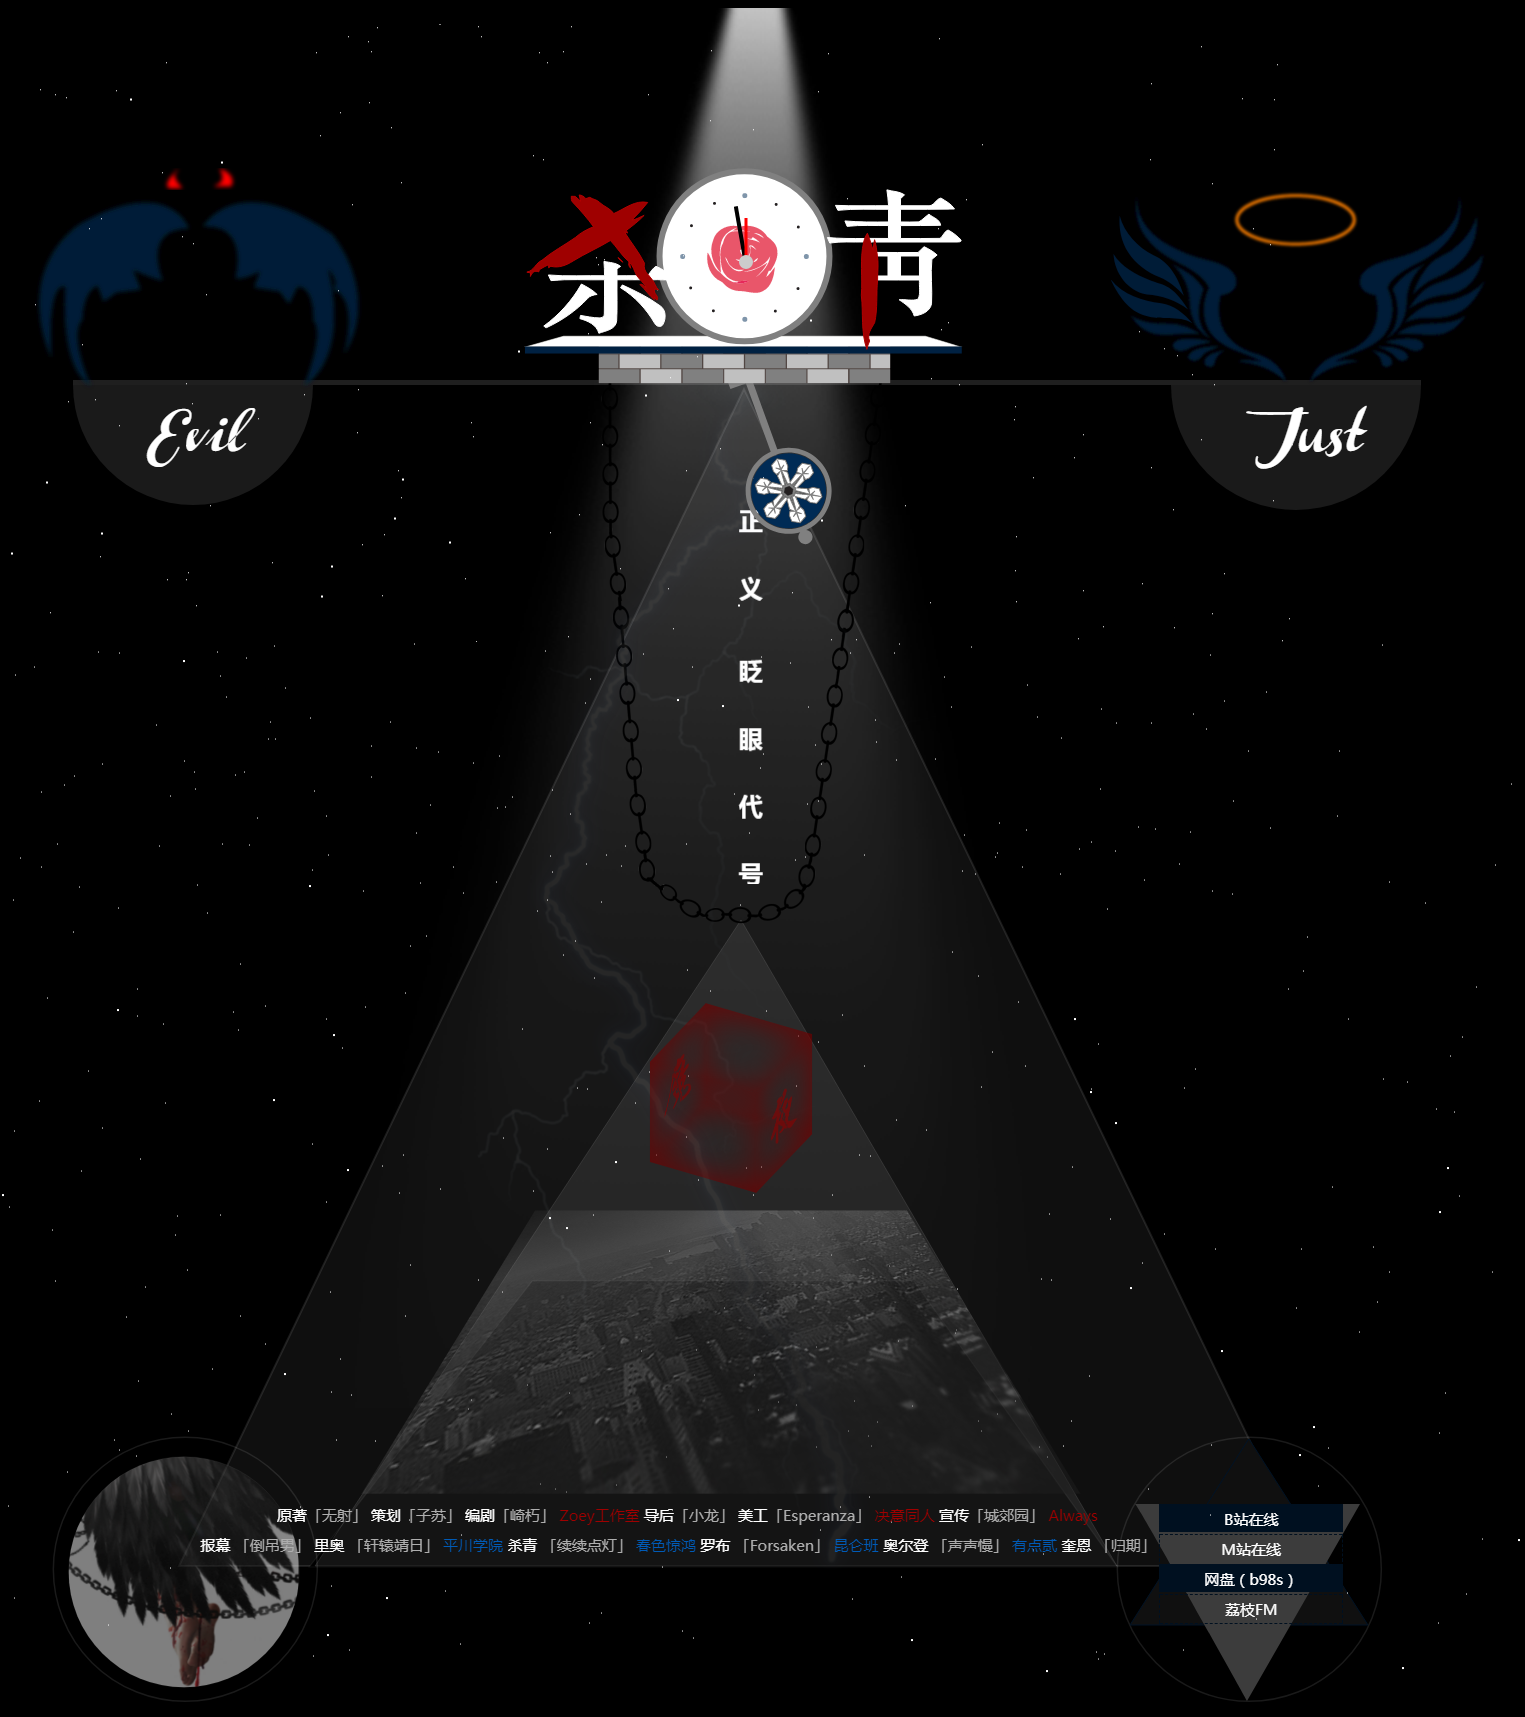 杀青
Evil
Just
正义眨眼代号
原著「无射」 策划「子苏」 编剧「崎朽」 Zoey工作室 导后「小龙」 美工「Esperanza」 决意同人 宣传「城郊园」 Always
报幕 「倒吊男」 里奥 「轩辕靖日」 平川学院 杀青 「续续点灯」 春色惊鸿 罗布 「Forsaken」 昆仑班 奥尔登 「声声慢」 有点贰 奎恩 「归期」
B站在线
M站在线
网盘（b98s）
荔枝FM